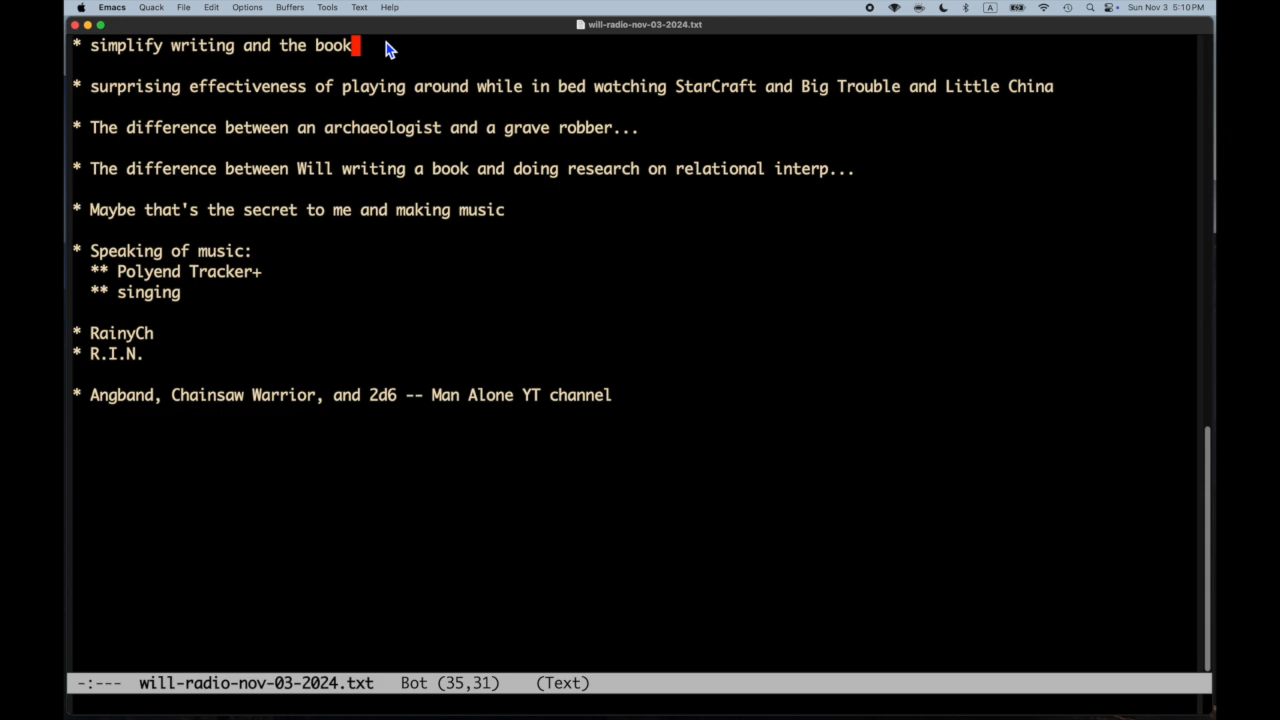 Emacs Quack File Edit Options Buffers Tools Text Help A Sun Nov 3 5:10 PM
will-radio-nov-03-2024.txt
* simplify writing and the book
* surprising effectiveness of playing around while in bed watching StarCraft and Big Trouble and Little China
* The difference between an archaeologist and a grave robber...
* The difference between Will writing a book and doing research on relational interp...
* Maybe that's the secret to me and making music
* Speaking of music:
** Polyend Tracker+
** singing
* RainyCh
* R.I.N.
* Angband, Chainsaw Warrior, and 2d6 -- Man Alone YT channel
-:--- will-radio-nov-03-2024.txt Bot (35,31) (Text)